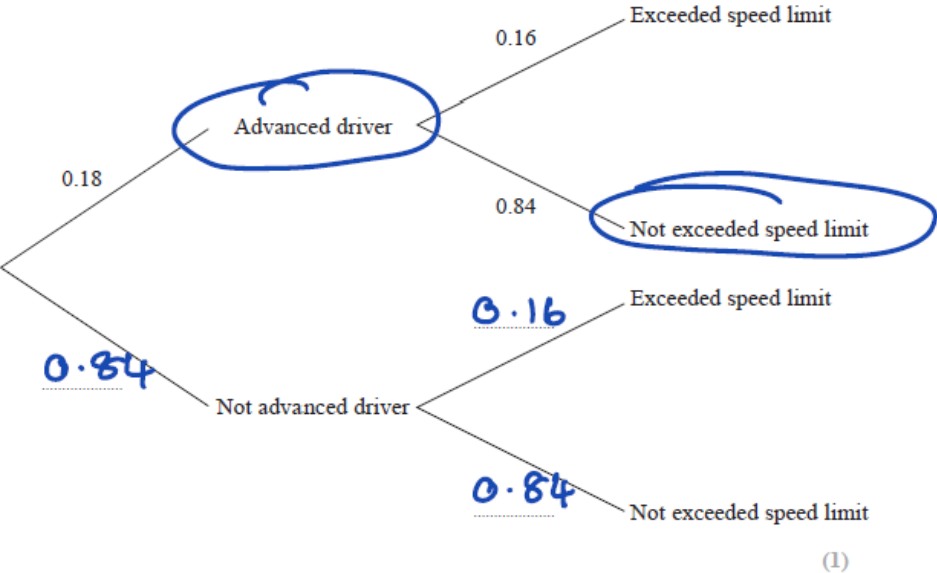 Exceeded speed limit
0.16
Advanced driver
0.18
0.84
Not exceeded speed limit
Exceeded speed limit
0.16
0.84
Not advanced driver
0.84
Not exceeded speed limit
(1)